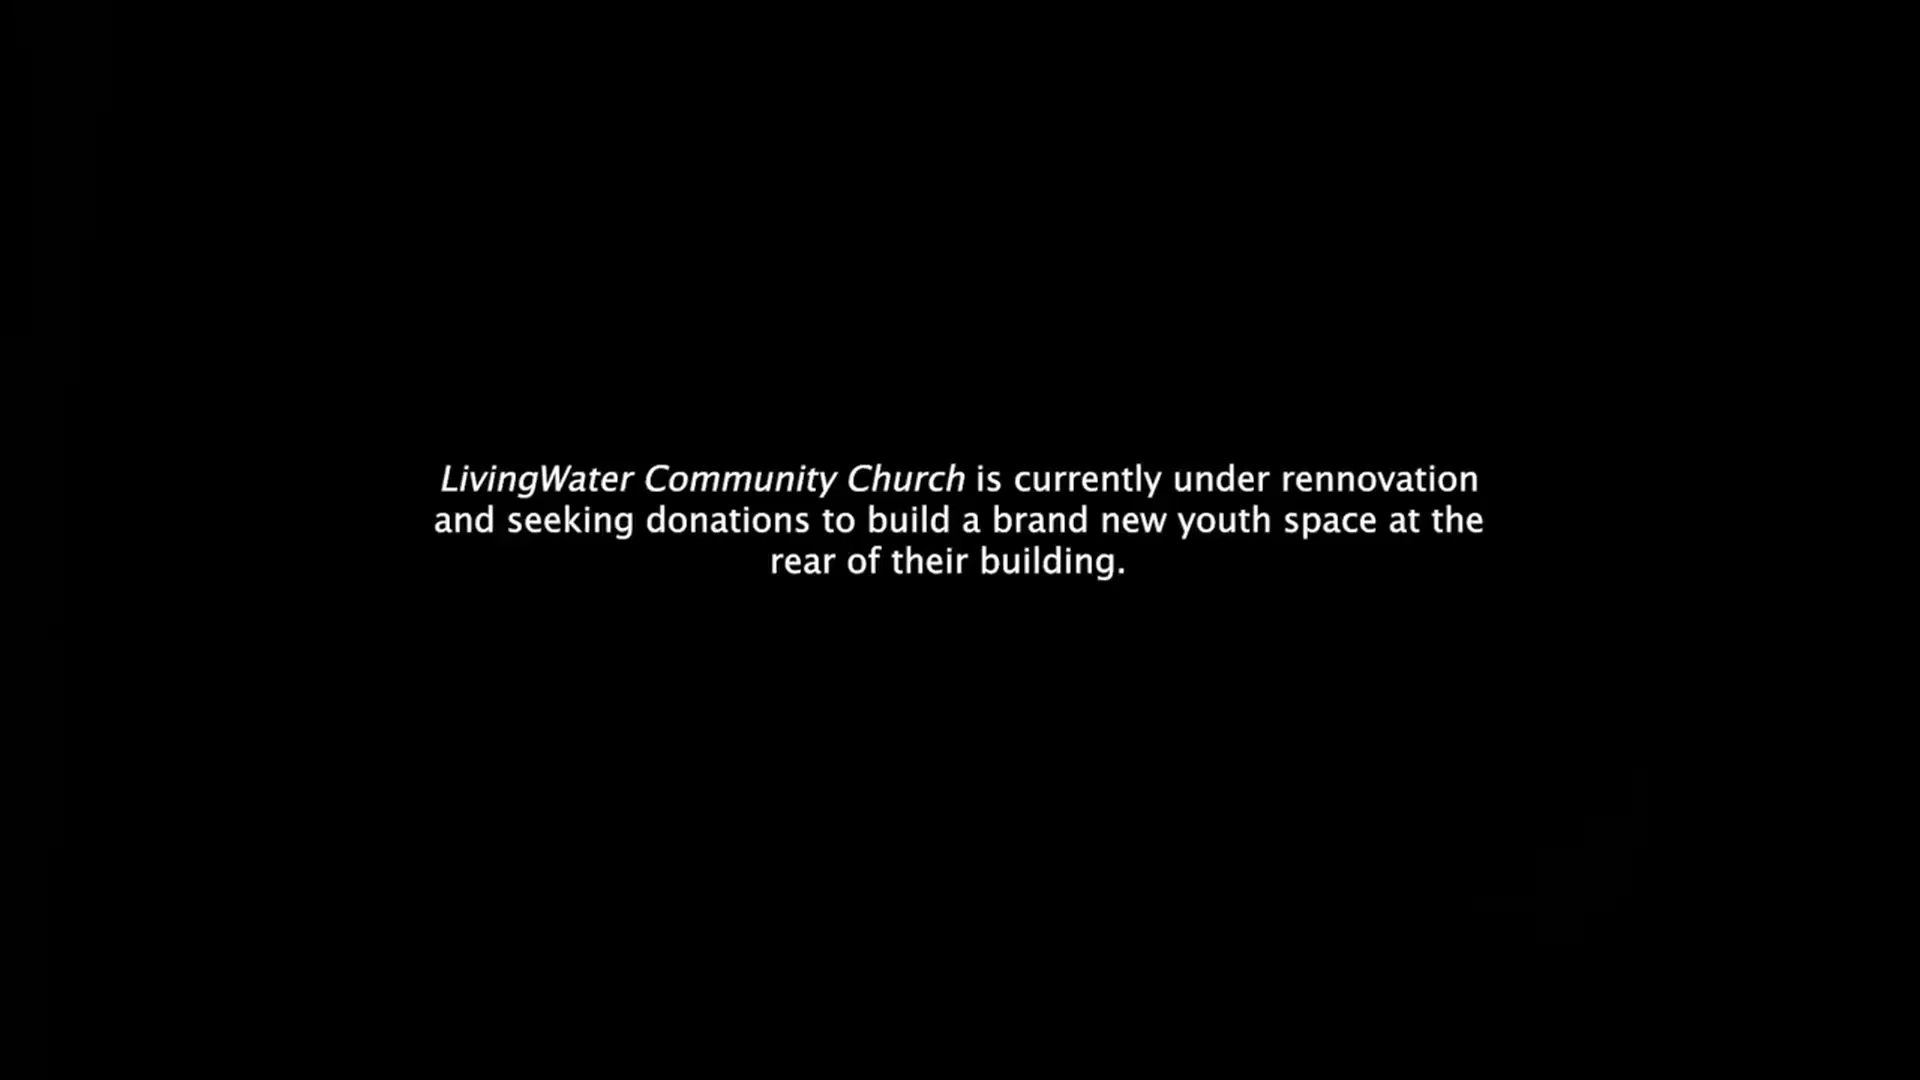 LivingWater Community Church is currently under rennovation
and seeking donations to build a brand new youth space at the
rear of their building.